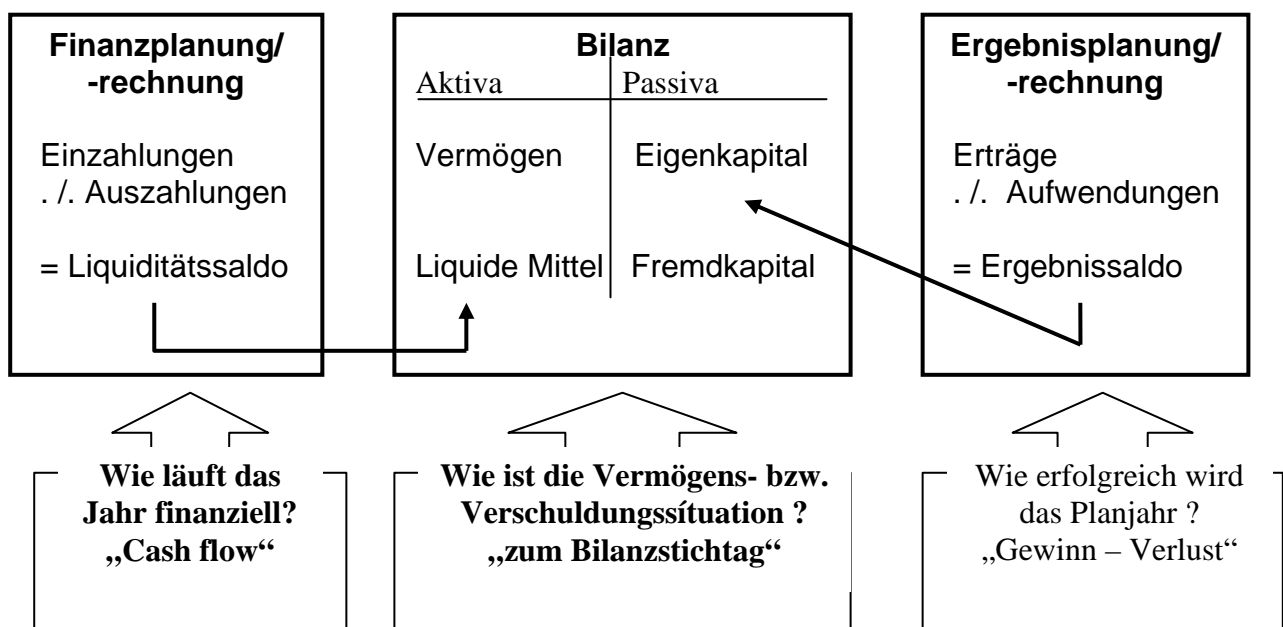 Finanzplanung/
-rechnung
Einzahlungen
. /. Auszahlungen
= Liquiditätssaldo
Bilanz
Aktiva Passiva
Vermögen Eigenkapital
Liquide Mittel Fremdkapital
Ergebnisplanung/
-rechnung
Erträge
. /. Aufwendungen
= Ergebnissaldo
Wie läuft das
Jahr finanziell?
„Cash flow“
Wie ist die Vermögens- bzw.
Verschuldungssítuation ?
„zum Bilanzstichtag“
Wie erfolgreich wird
das Planjahr ?
„Gewinn – Verlust“